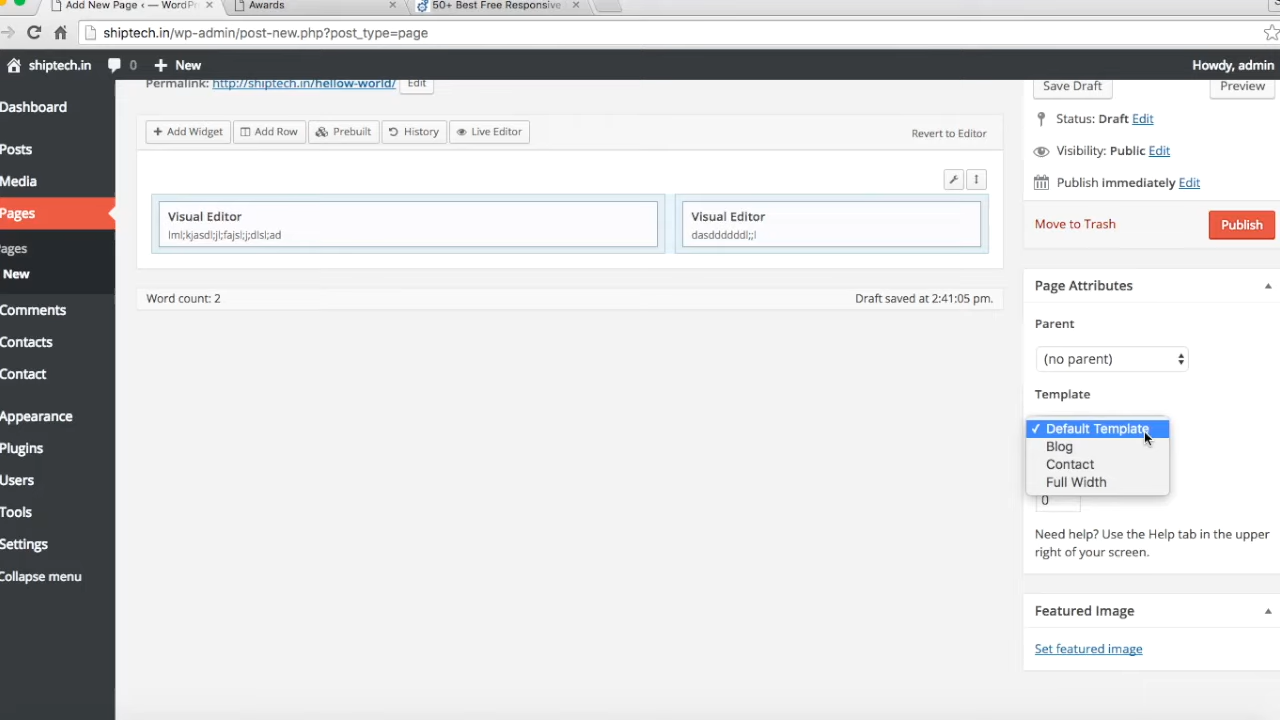 Add New Page ‹ — WordPr
Awards
50+ Best Free Responsive
shiptech.in/wp-admin/post-new.php?post_type=page
shiptech.in 0 New Howdy, admin
Permalink: http://shiptech.in/hellow-world/ Edit
Save Draft Preview
Dashboard
Posts
Media
Pages
ages
New
Comments
Contacts
Contact
Appearance
Plugins
Users
Tools
Settings
Collapse menu
Add Widget Add Row Prebuilt History Live Editor Revert to Editor
Visual Editor
lml;kjasdl;jl;fajsl;j;dlsl;ad
Visual Editor
dasddddddl;;l
Word count: 2 Draft saved at 2:41:05 pm.
Status: Draft Edit
Visibility: Public Edit
Publish immediately Edit
Move to Trash Publish
Page Attributes
Parent
(no parent)
Template
✓ Default Template
Blog
Contact
Full Width
0
Need help? Use the Help tab in the upper
right of your screen.
Featured Image
Set featured image